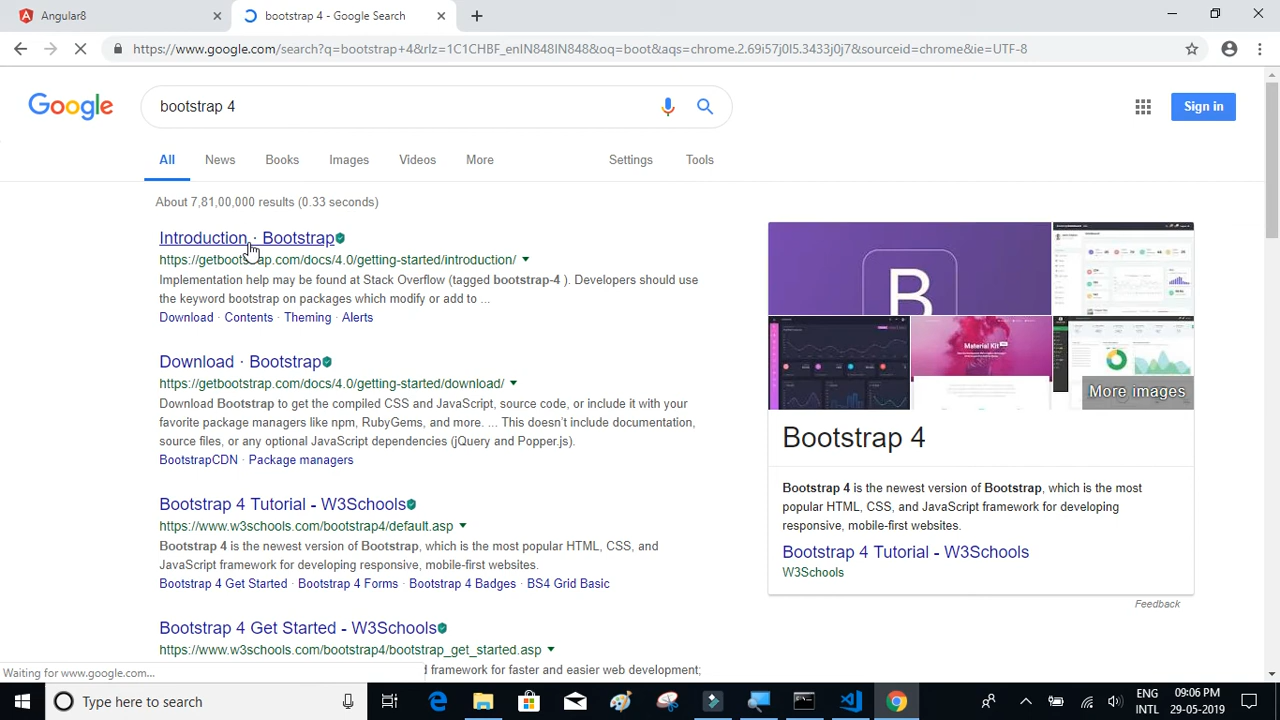 Angular8
bootstrap 4 - Google Search
https://www.google.com/search?q=bootstrap+4&rlz=1C1CHBF_enIN848IN848&oq=boot&aqs=chrome.2.69i57j0l5.3433j0j7&sourceid=chrome&ie=UTF-8
Google
bootstrap 4
Sign in
All News Books Images Videos More Settings Tools
About 7,81,00,000 results (0.33 seconds)
Introduction · Bootstrap
https://getbootstrap.com/docs/4.0/getting-started/introduction/
Implementation help may be found in Stack Overflow (tagged bootstrap-4 ). Developers should use
the keyword bootstrap on packages which modify or add to ...
Download · Contents · Theming · Alerts
Download · Bootstrap
https://getbootstrap.com/docs/4.0/getting-started/download/
Download Bootstrap to get the compiled CSS and JavaScript, source code, or include it with your
favorite package managers like npm, RubyGems, and more. ... This doesn't include documentation,
source files, or any optional JavaScript dependencies (jQuery and Popper.js).
BootstrapCDN · Package managers
Bootstrap 4 Tutorial - W3Schools
https://www.w3schools.com/bootstrap4/default.asp
Bootstrap 4 is the newest version of Bootstrap, which is the most popular HTML, CSS, and
JavaScript framework for developing responsive, mobile-first websites.
Bootstrap 4 Get Started · Bootstrap 4 Forms · Bootstrap 4 Badges · BS4 Grid Basic
Bootstrap 4 Get Started - W3Schools
https://www.w3schools.com/bootstrap4/bootstrap_get_started.asp
d framework for faster and easier web development;
B
Material Kit
More images
Bootstrap 4
Bootstrap 4 is the newest version of Bootstrap, which is the most
popular HTML, CSS, and JavaScript framework for developing
responsive, mobile-first websites.
Bootstrap 4 Tutorial - W3Schools
W3Schools
Feedback
Waiting for www.google.com...
Type here to search
ENG
INTL
09:06 PM
29-05-2019